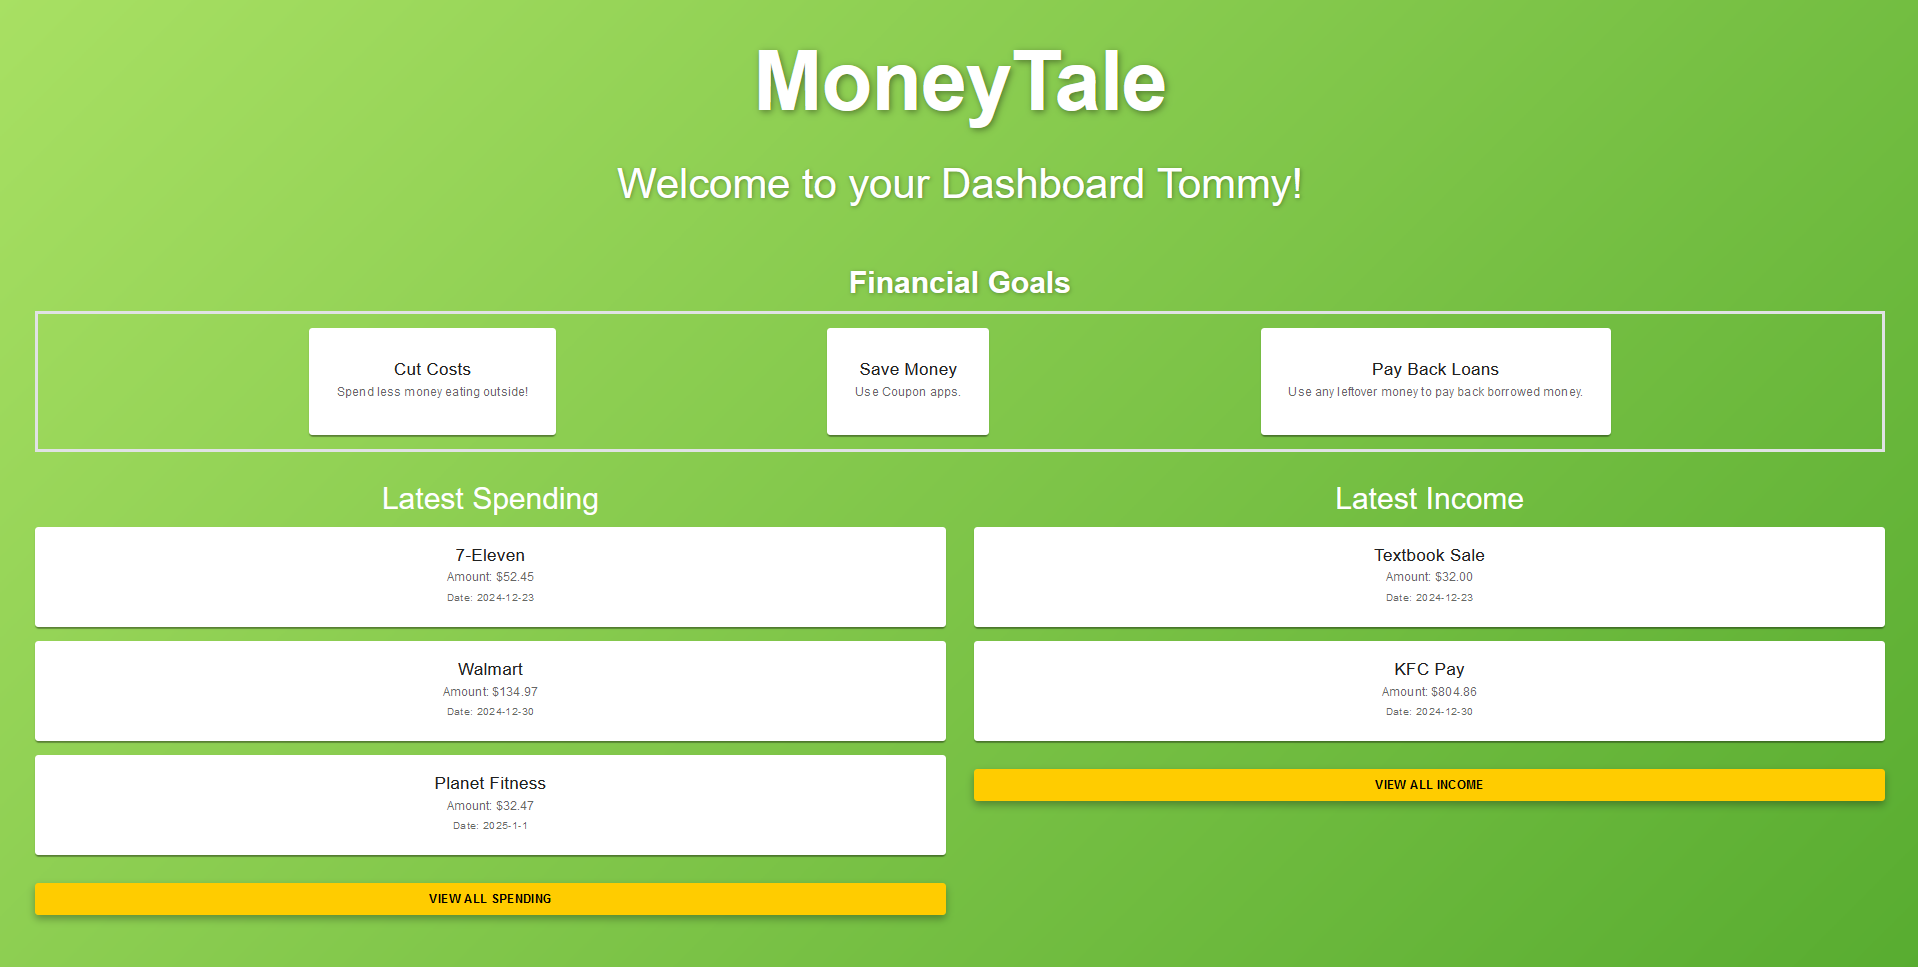 MoneyTale
Welcome to your Dashboard Tommy!
Financial Goals
Cut Costs
Spend less money eating outside!
Save Money
Use Coupon apps.
Pay Back Loans
Use any leftover money to pay back borrowed money.
Latest Spending
7-Eleven
Amount: $52.45
Date: 2024-12-23
Walmart
Amount: $134.97
Date: 2024-12-30
Planet Fitness
Amount: $32.47
Date: 2025-1-1
VIEW ALL SPENDING
Latest Income
Textbook Sale
Amount: $32.00
Date: 2024-12-23
KFC Pay
Amount: $804.86
Date: 2024-12-30
VIEW ALL INCOME